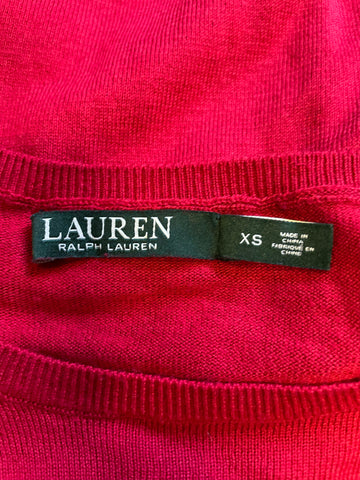 LAUREN
RALPH LAUREN
XS
MADE IN
CHINA
FABRIQUÉ EN
CHINE